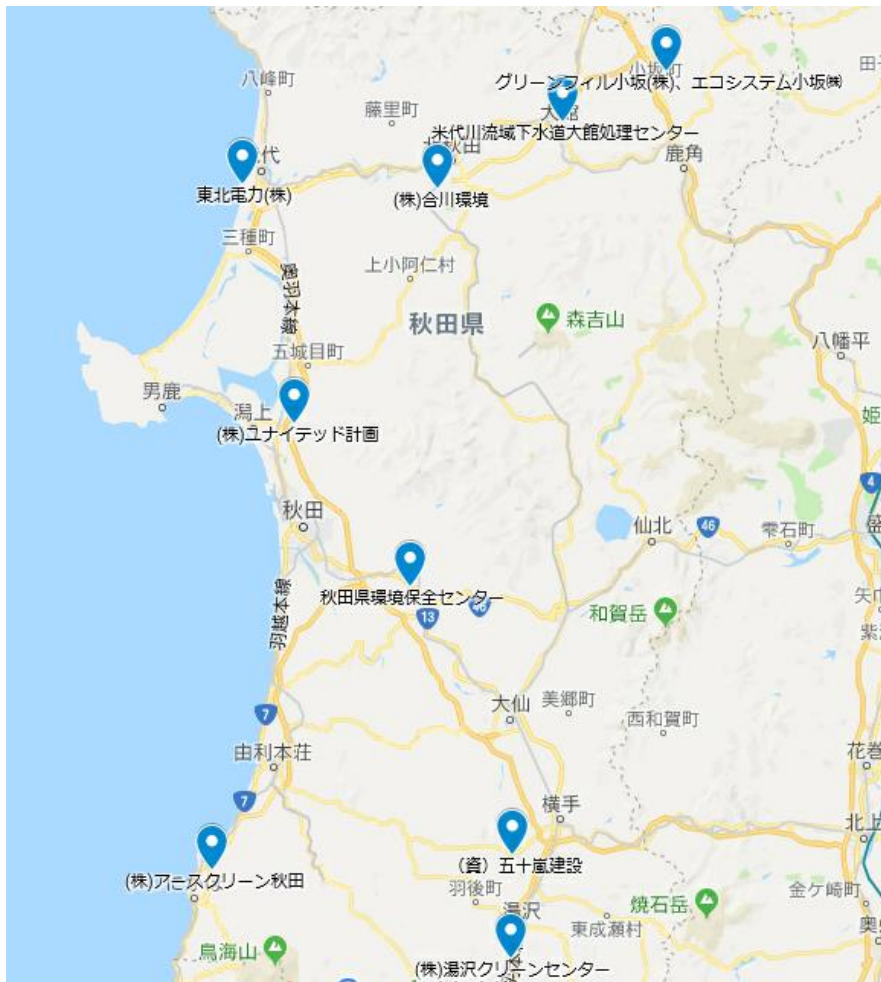 八峰町
小坂町
グリーンフィル小坂(株)、エコシステム小坂㈱
藤里町
米代川流域下水道大館処理センター
鹿角
東北電力(株)
(株)合川環境
三種町
上小阿仁村
奥羽本線
秋田県
森吉山
八幡平
五城目町
男鹿
潟上
(株)ユナイテッド計画
4
秋田
仙北
46
雫石町
秋田県環境保全センター
46
13
和賀岳
羽越本線
大仙
美郷町
西和賀町
7
由利本荘
花巻
7
横手
北上
(株)アースクリーン秋田
(資)五十嵐建設
羽後町
湯沢
金ケ崎町
焼石岳
東成瀬村
鳥海山
(株)湯沢クリーンセンター